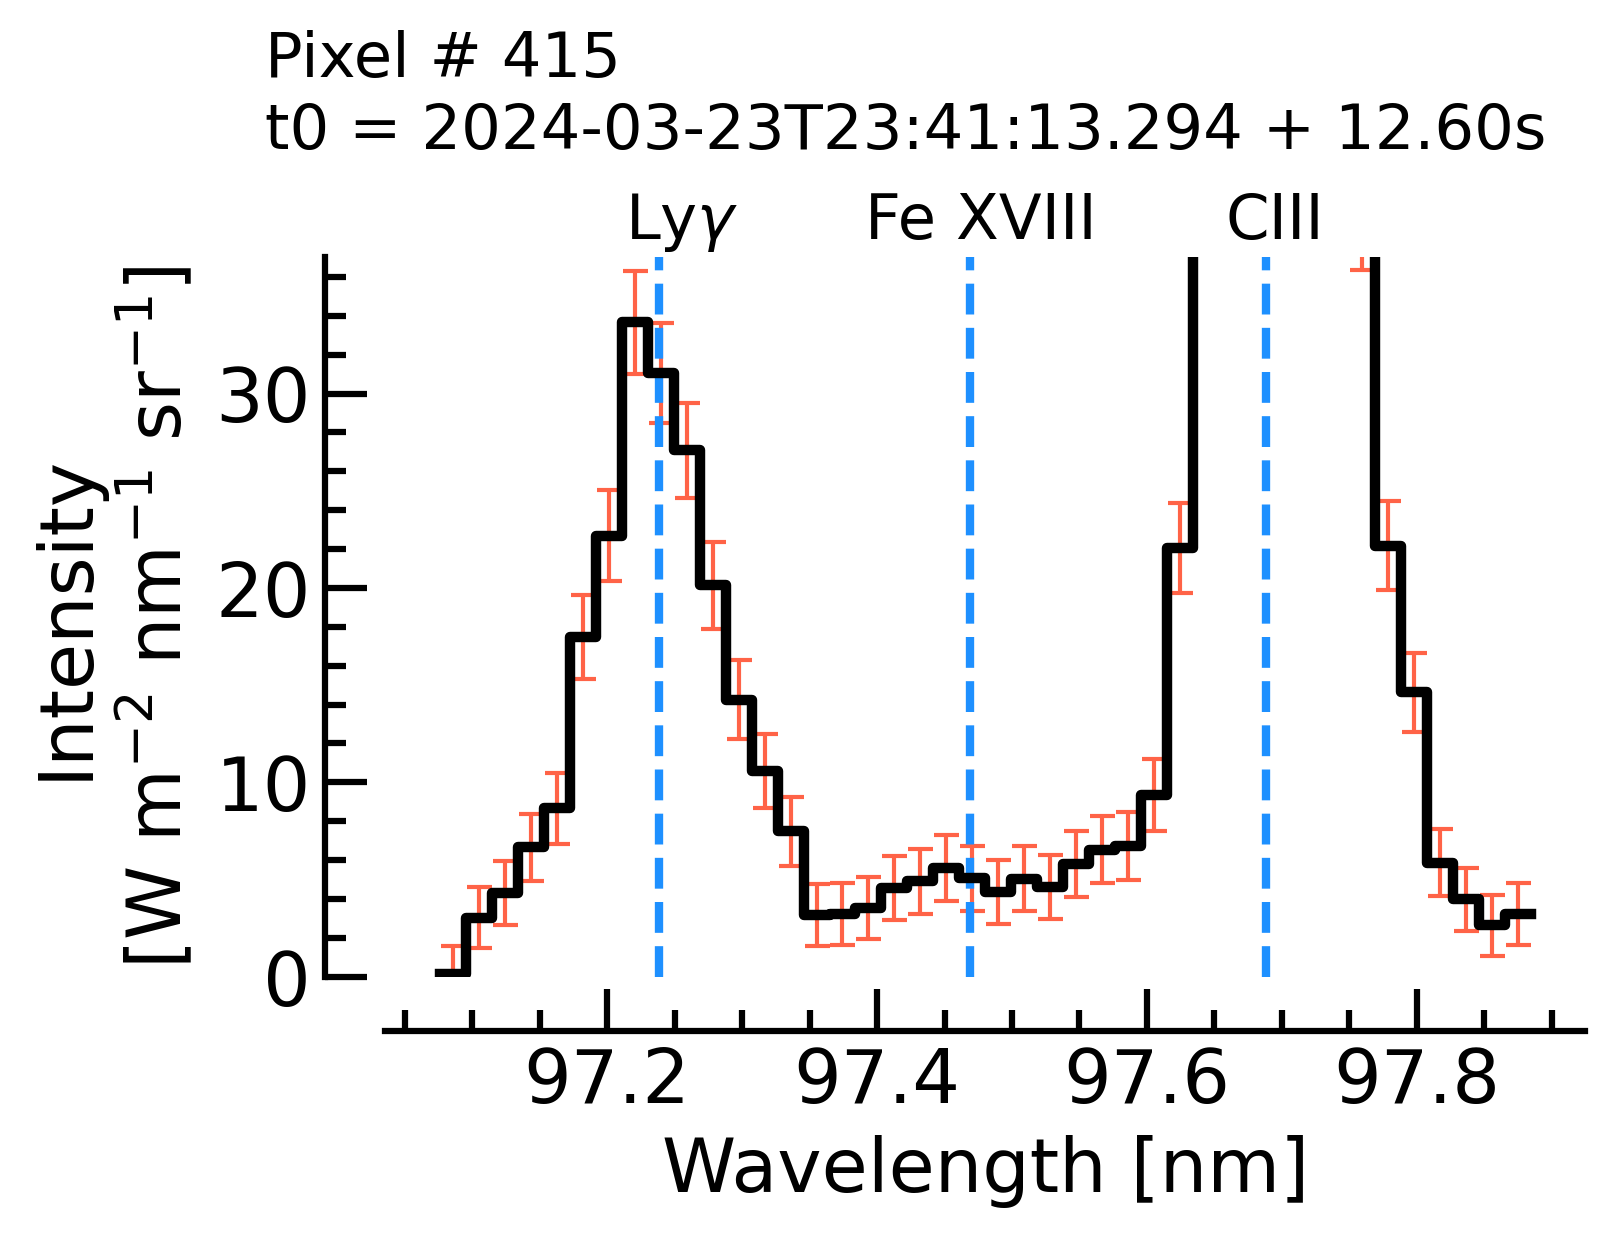 Pixel # 415
t0 = 2024-03-23T23:41:13.294 + 12.60s
Lyγ Fe XVIII CIII
Intensity
[W m⁻² nm⁻¹ sr⁻¹]
30
20
10
0
97.2 97.4 97.6 97.8
Wavelength [nm]